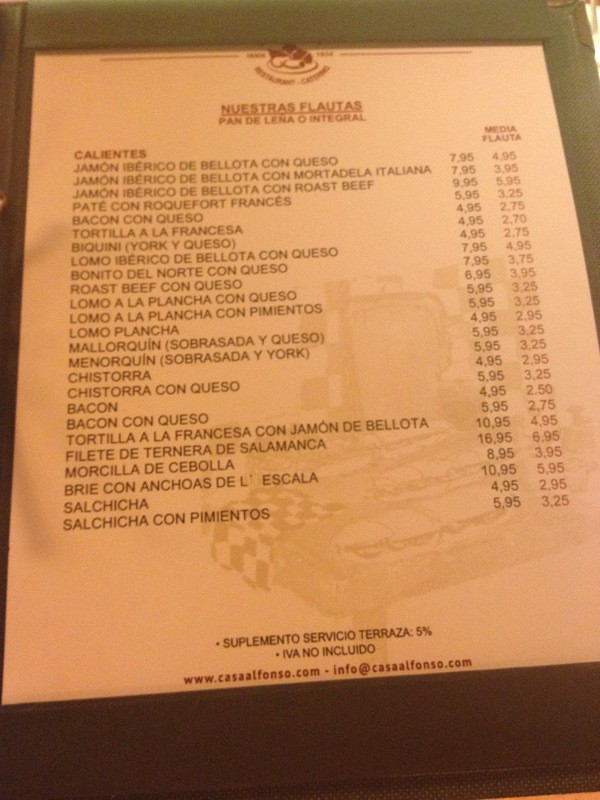 DESDE 1934
RESTAURANT - CATERING
NUESTRAS FLAUTAS
PAN DE LEÑA O INTEGRAL
MEDIA
FLAUTA
CALIENTES
JAMÓN IBÉRICO DE BELLOTA CON QUESO 7,95 4,95
JAMÓN IBÉRICO DE BELLOTA CON MORTADELA ITALIANA 7,95 3,95
JAMÓN IBÉRICO DE BELLOTA CON ROAST BEEF 9,95 5,95
PATÉ CON ROQUEFORT FRANCÉS 5,95 3,25
BACON CON QUESO 4,95 2,75
TORTILLA A LA FRANCESA 4,95 2,70
BIQUINI (YORK Y QUESO) 4,95 2,75
LOMO IBÉRICO DE BELLOTA CON QUESO 7,95 4,95
BONITO DEL NORTE CON QUESO 7,95 3,75
ROAST BEEF CON QUESO 6,95 3,95
LOMO A LA PLANCHA CON QUESO 5,95 3,25
LOMO A LA PLANCHA CON PIMIENTOS 5,95 3,25
LOMO PLANCHA 4,95 2,95
MALLORQUÍN (SOBRASADA Y QUESO) 5,95 3,25
MENORQUÍN (SOBRASADA Y YORK) 5,95 3,25
CHISTORRA 4,95 2,95
CHISTORRA CON QUESO 5,95 3,25
BACON 4,95 2.50
BACON CON QUESO 5,95 2,75
TORTILLA A LA FRANCESA CON JAMÓN DE BELLOTA 10,95 4,95
FILETE DE TERNERA DE SALAMANCA 16,95 6,95
MORCILLA DE CEBOLLA 8,95 3,95
BRIE CON ANCHOAS DE L' ESCALA 10,95 5,95
SALCHICHA 4,95 2,95
SALCHICHA CON PIMIENTOS 5,95 3,25
• SUPLEMENTO SERVICIO TERRAZA: 5%
• IVA NO INCLUIDO
www.casaalfonso.com - info@casaalfonso.com